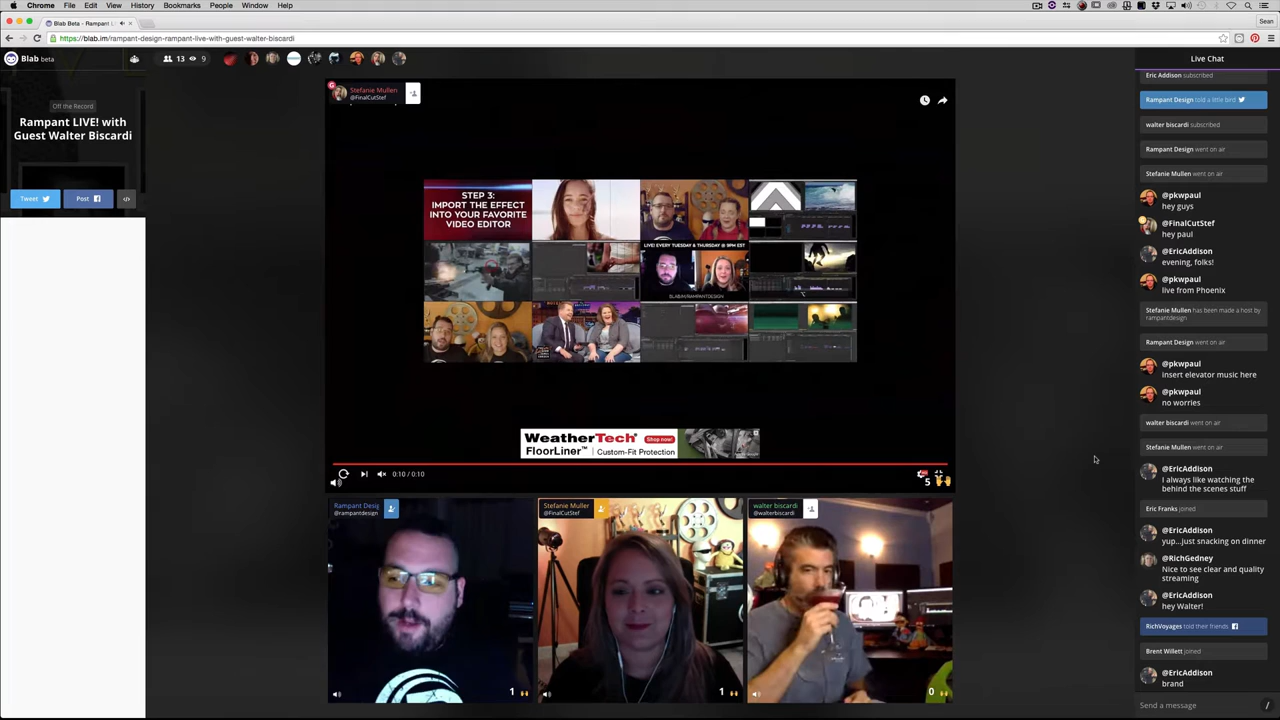 Chrome File Edit View History Bookmarks People Window Help
Blab Beta - Rampant L
Sean
https://blab.im/rampant-design-rampant-live-with-guest-walter-biscardi
Blab beta
13 9
Live Chat
Off the Record
Rampant LIVE! with
Guest Walter Biscardi
Tweet
Post
Stefanie Mullen
@FinalCutStef
STEP 3:
IMPORT THE EFFECT
INTO YOUR FAVORITE
VIDEO EDITOR
LIVE! EVERY TUESDAY & THURSDAY @ 9PM EST
BLAB.IM/RAMPANTDESIGN
WeatherTech Shop now!
FloorLiner™ Custom-Fit Protection
0:10 / 0:10
5
Rampant Desig
@rampantdesign
1
Stefanie Muller
@FinalCutStef
1
walter biscardi
@walterbiscardi
0
Eric Addison subscribed
Rampant Design told a little bird
walter biscardi subscribed
Rampant Design went on air
Stefanie Mullen went on air
@pkwpaul
hey guys
@FinalCutStef
hey paul
@EricAddison
evening, folks!
@pkwpaul
live from Phoenix
Stefanie Mullen has been made a host by
rampantdesign
Rampant Design went on air
@pkwpaul
insert elevator music here
@pkwpaul
no worries
walter biscardi went on air
Stefanie Mullen went on air
@EricAddison
I always like watching the
behind the scenes stuff
Eric Franks joined
@EricAddison
yup...just snacking on dinner
@RichGedney
Nice to see clear and quality
streaming
@EricAddison
hey Walter!
RichVoyages told their friends
Brent Willett joined
@EricAddison
brand
Send a message
/